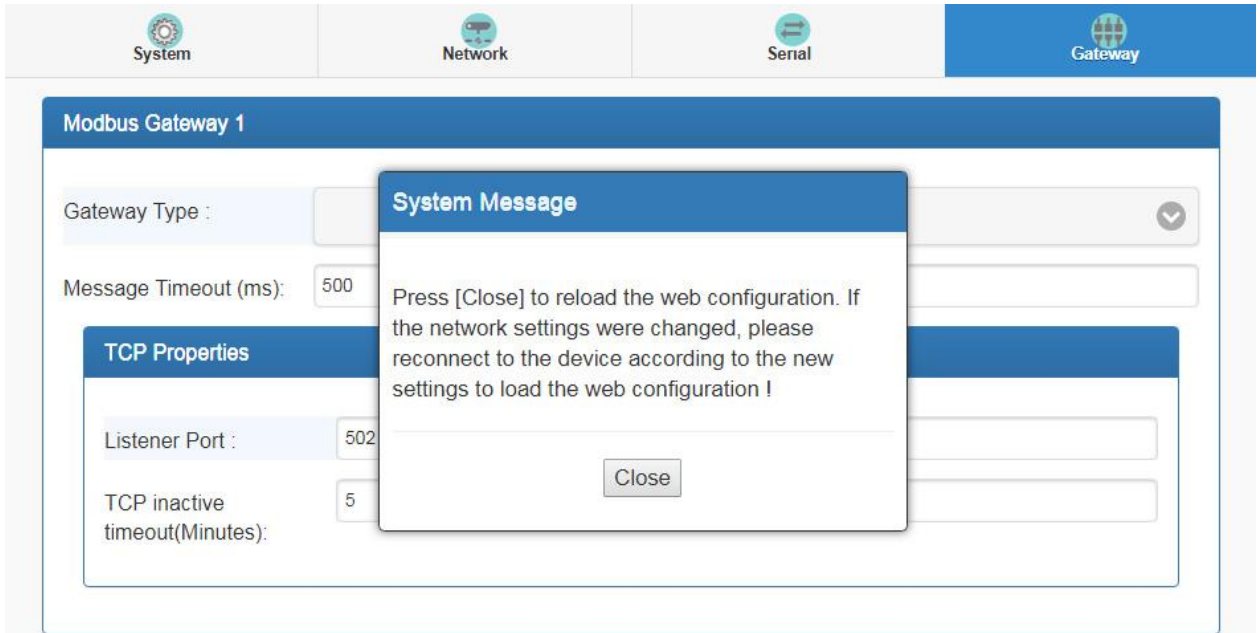 System
Network
Serial
Gateway
Modbus Gateway 1
Gateway Type :
Message Timeout (ms):
500
TCP Properties
Listener Port :
502
TCP inactive
timeout(Minutes):
5
System Message
Press [Close] to reload the web configuration. If
the network settings were changed, please
reconnect to the device according to the new
settings to load the web configuration !
Close